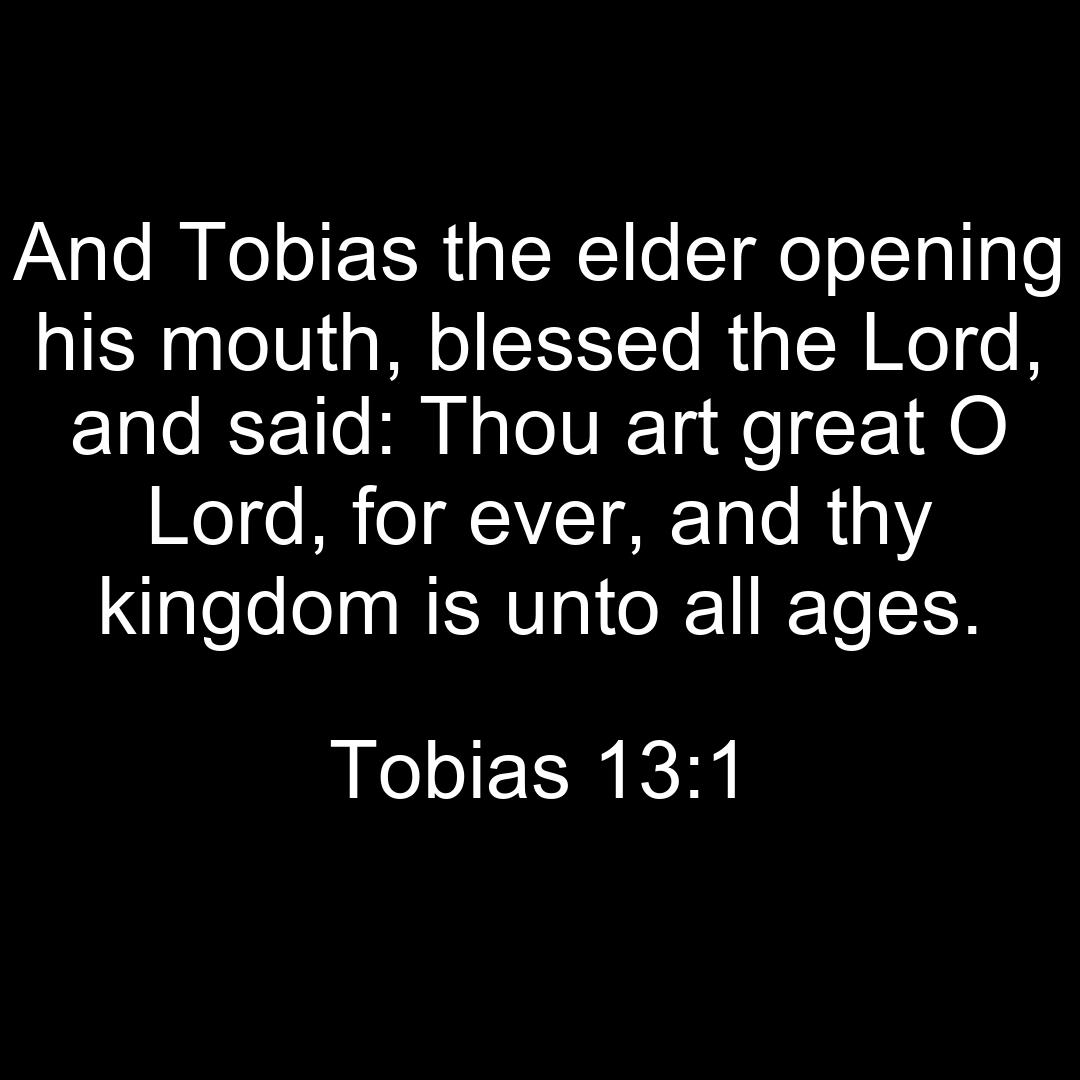 And Tobias the elder opening
his mouth, blessed the Lord,
and said: Thou art great O
Lord, for ever, and thy
kingdom is unto all ages.
Tobias 13:1